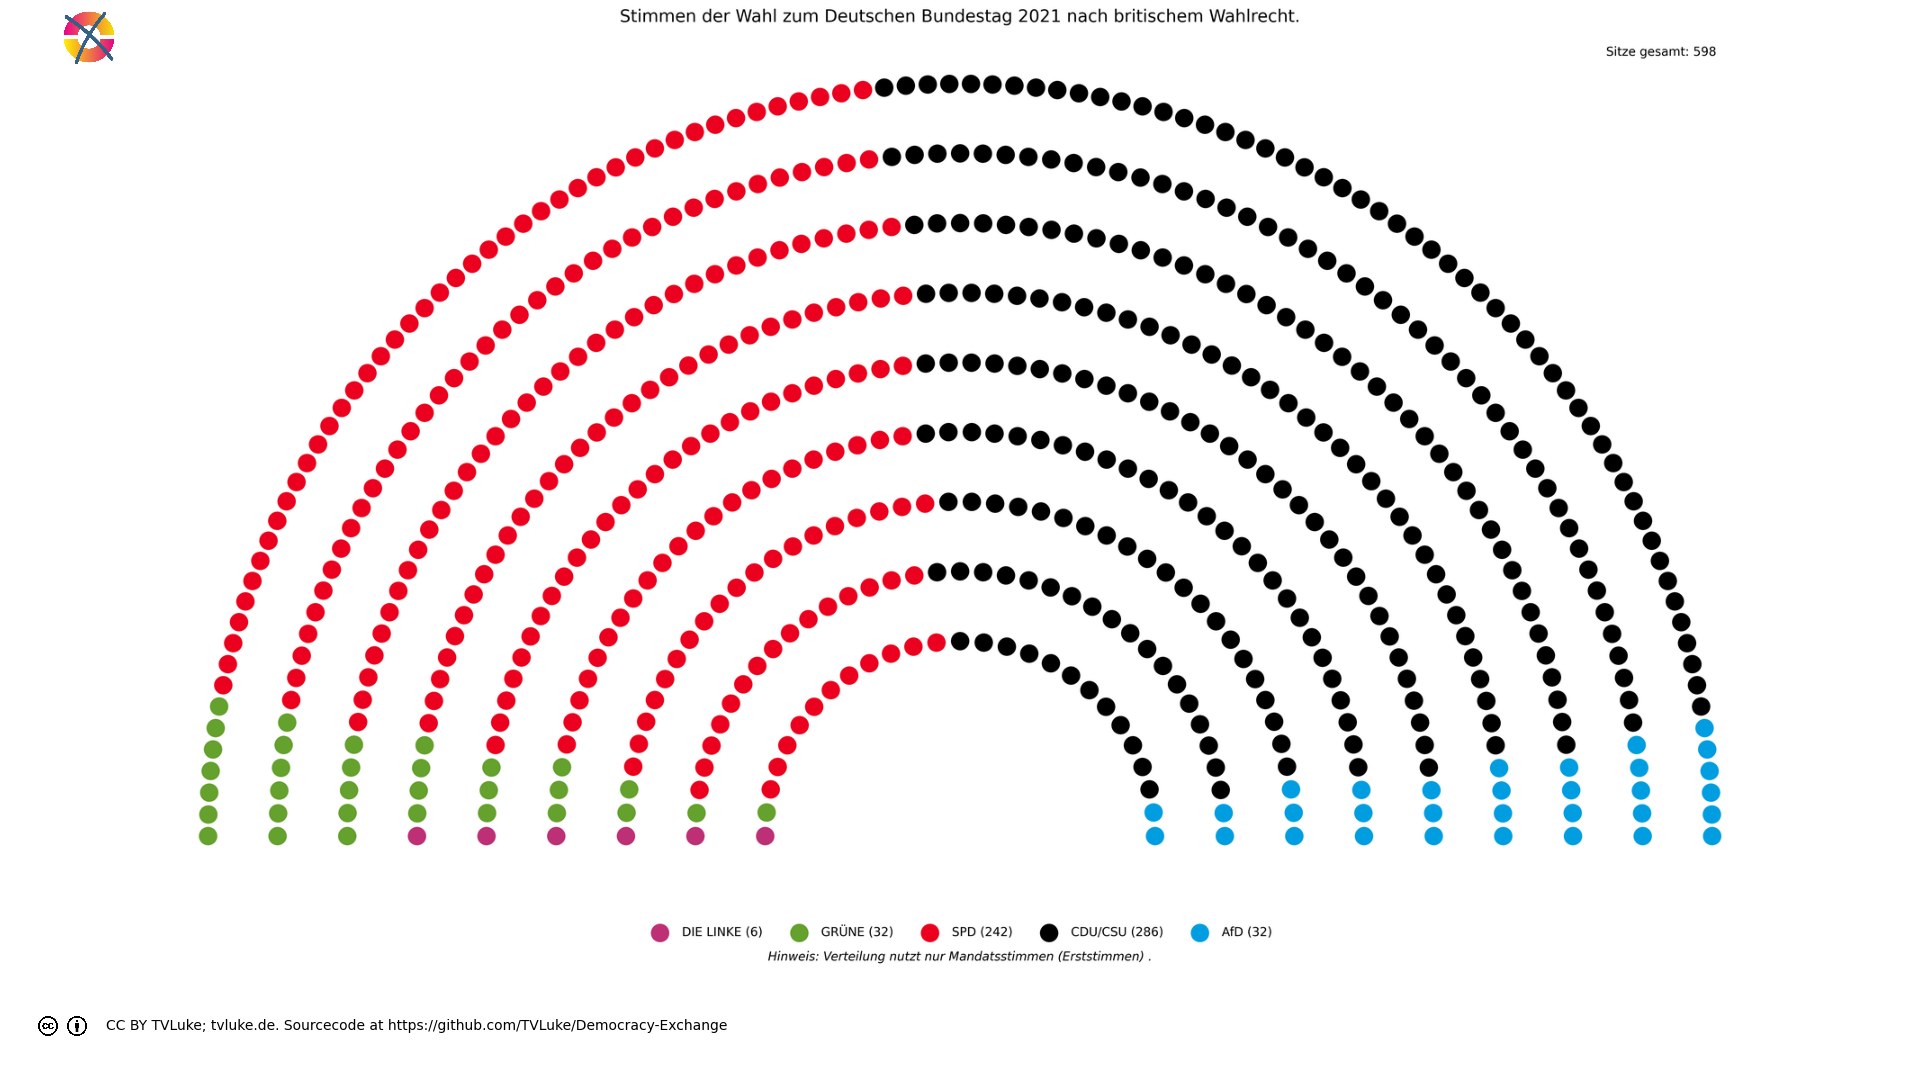 Stimmen der Wahl zum Deutschen Bundestag 2021 nach britischem Wahlrecht.
Sitze gesamt: 598
DIE LINKE (6) GRÜNE (32) SPD (242) CDU/CSU (286) AfD (32)
Hinweis: Verteilung nutzt nur Mandatsstimmen (Erststimmen) .
cc CC BY TVLuke; tvluke.de. Sourcecode at https://github.com/TVLuke/Democracy-Exchange